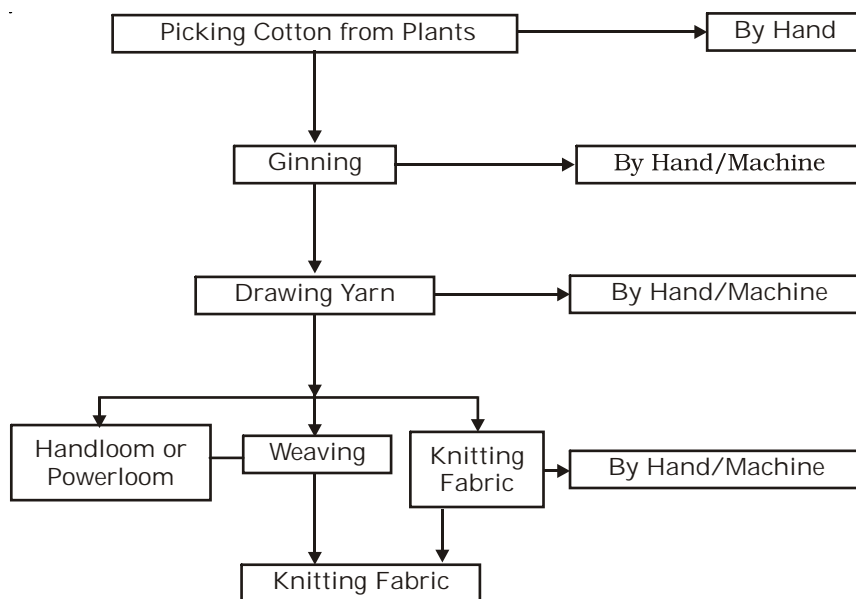 Picking Cotton from Plants
By Hand
Ginning
By Hand/Machine
Drawing Yarn
By Hand/Machine
Handloom or
Powerloom
Weaving
Knitting
Fabric
By Hand/Machine
Knitting Fabric